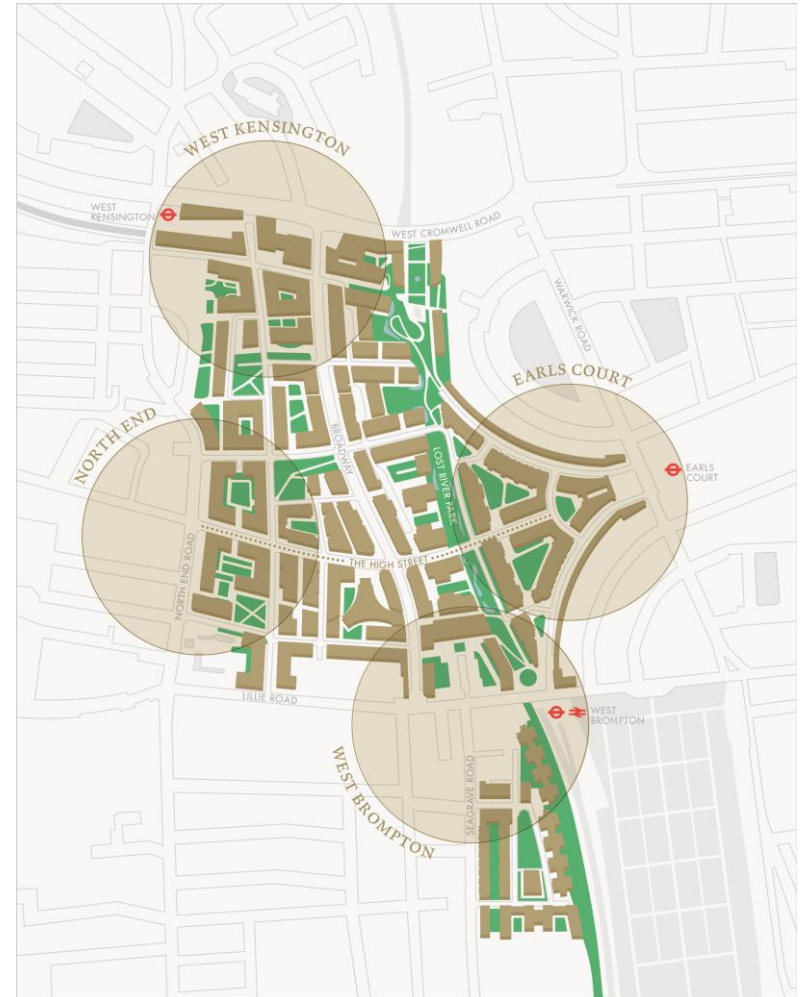 WEST KENSINGTON
WEST
KENSINGTON
WEST CROMWELL ROAD
WARWICK ROAD
EARLS COURT
NORTH END
BROADWAY
LOST RIVER PARK
EARLS
COURT
THE HIGH STREET
NORTH END ROAD
LILLIE ROAD
WEST
BROMPTON
WEST BROMPTON
SEAGRAVE ROAD